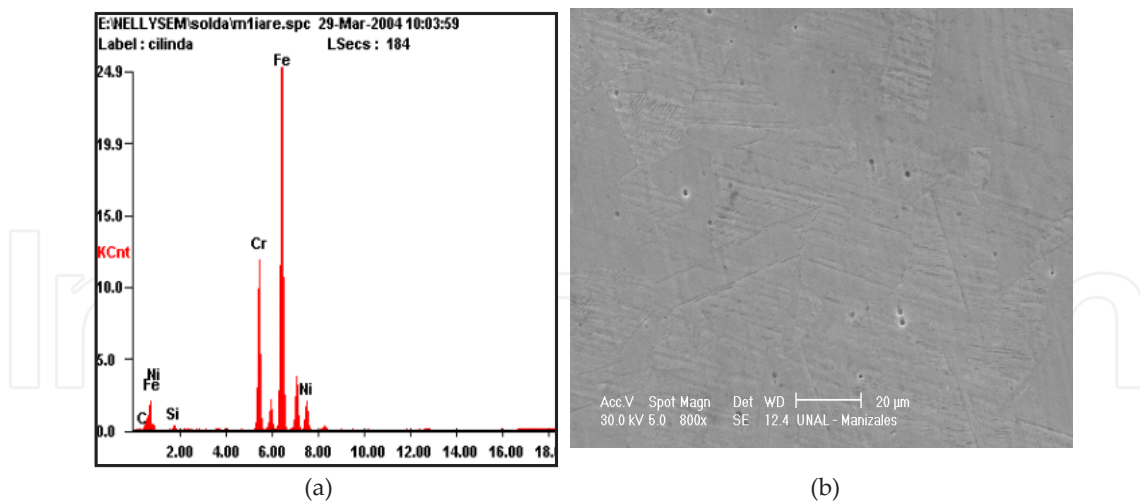 E:\NELLYSEM\solda\m1iare.spc 29-Mar-2004 10:03:59
Label : cilinda LSecs : 184
24.9
19.9
15.0
KCnt
10.0
5.0
0.0
Fe
Cr
Ni
Fe
C
Si
Ni
2.00 4.00 6.00 8.00 10.00 12.00 14.00 16.00 18.0
Acc.V Spot Magn Det WD 20 µm
30.0 kV 5.0 800x SE 12.4 UNAL - Manizales
(a) (b)